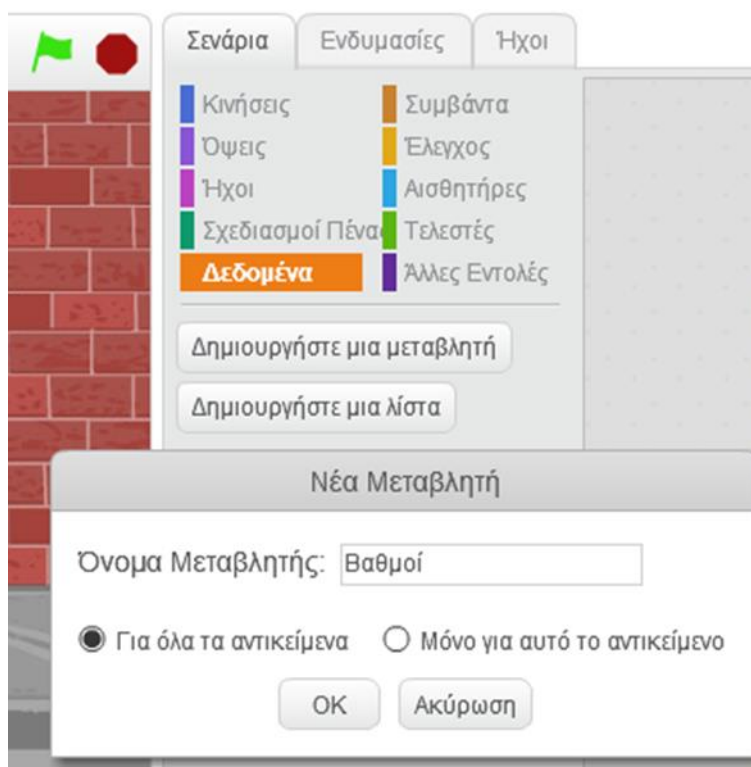 Σενάρια Ενδυμασίες Ήχοι
Κινήσεις Συμβάντα
Όψεις Έλεγχος
Ήχοι Αισθητήρες
Σχεδιασμοί Πένας Τελεστές
Δεδομένα Άλλες Εντολές
Δημιουργήστε μια μεταβλητή
Δημιουργήστε μια λίστα
Νέα Μεταβλητή
Όνομα Μεταβλητής: Βαθμοί
Για όλα τα αντικείμενα Μόνο για αυτό το αντικείμενο
OK Ακύρωση